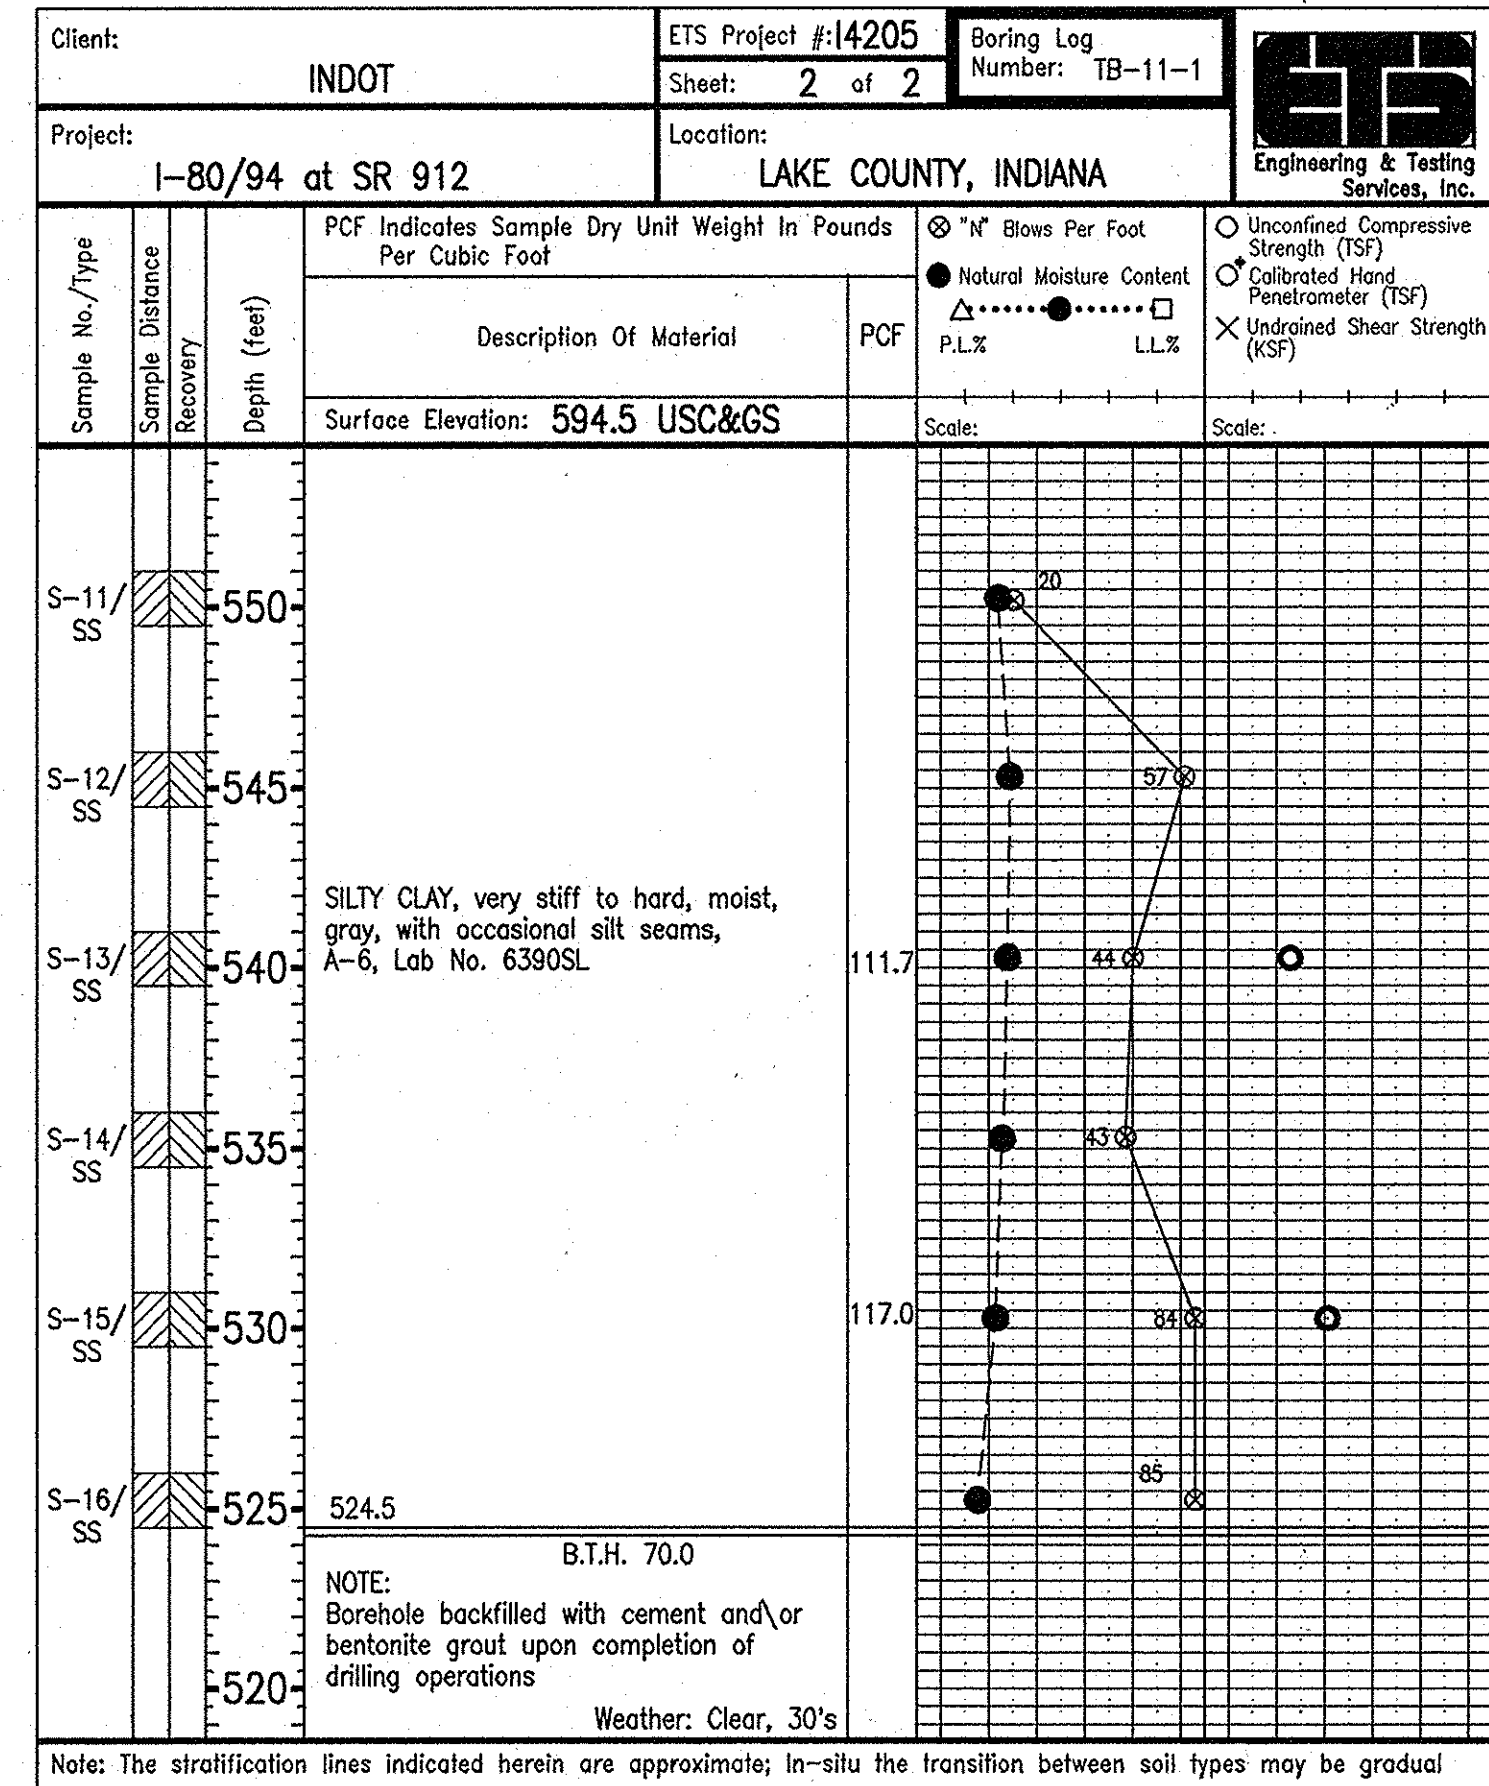 Client:
INDOT
ETS Project #:14205
Sheet: 2 of 2
Boring Log
Number: TB-11-1
ETS
Engineering & Testing
Services, Inc.
Project:
I-80/94 at SR 912
Location:
LAKE COUNTY, INDIANA
Sample No./Type
Sample Distance
Recovery
Depth (feet)
PCF Indicates Sample Dry Unit Weight In Pounds
Per Cubic Foot
Description Of Material
PCF
Surface Elevation: 594.5 USC&GS
"N" Blows Per Foot
Natural Moisture Content
P.L.% L.L.%
Scale:
Unconfined Compressive
Strength (TSF)
Calibrated Hand
Penetrometer (TSF)
Undrained Shear Strength
(KSF)
Scale:
S-11/
SS
550
20
S-12/
SS
545
57
SILTY CLAY, very stiff to hard, moist,
gray, with occasional silt seams,
A-6, Lab No. 6390SL
S-13/
SS
540
111.7
44
S-14/
SS
535
43
S-15/
SS
530
117.0
84
S-16/
SS
525
524.5
85
B.T.H. 70.0
NOTE:
Borehole backfilled with cement and\or
bentonite grout upon completion of
drilling operations
520
Weather: Clear, 30's
Note: The stratification lines indicated herein are approximate; In-situ the transition between soil types may be gradual